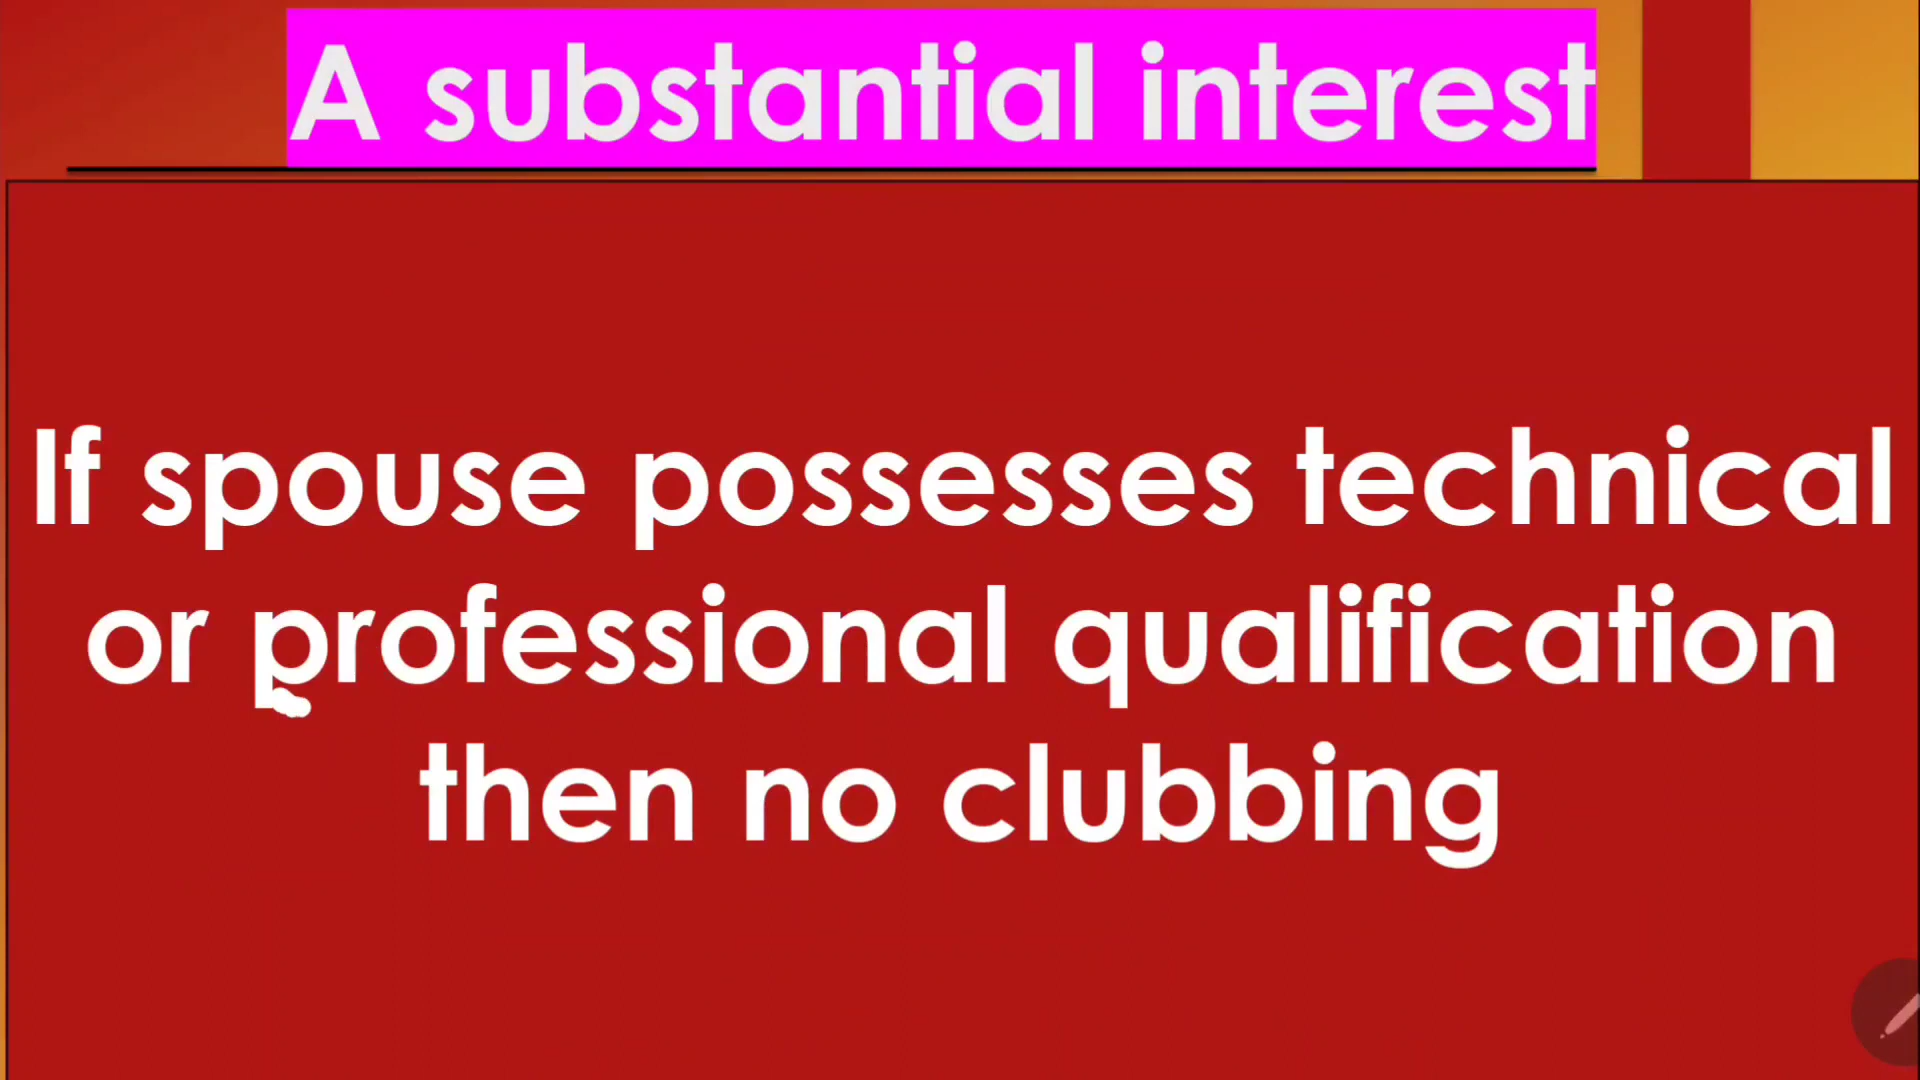 A substantial interest
If spouse possesses technical
or professional qualification
then no clubbing